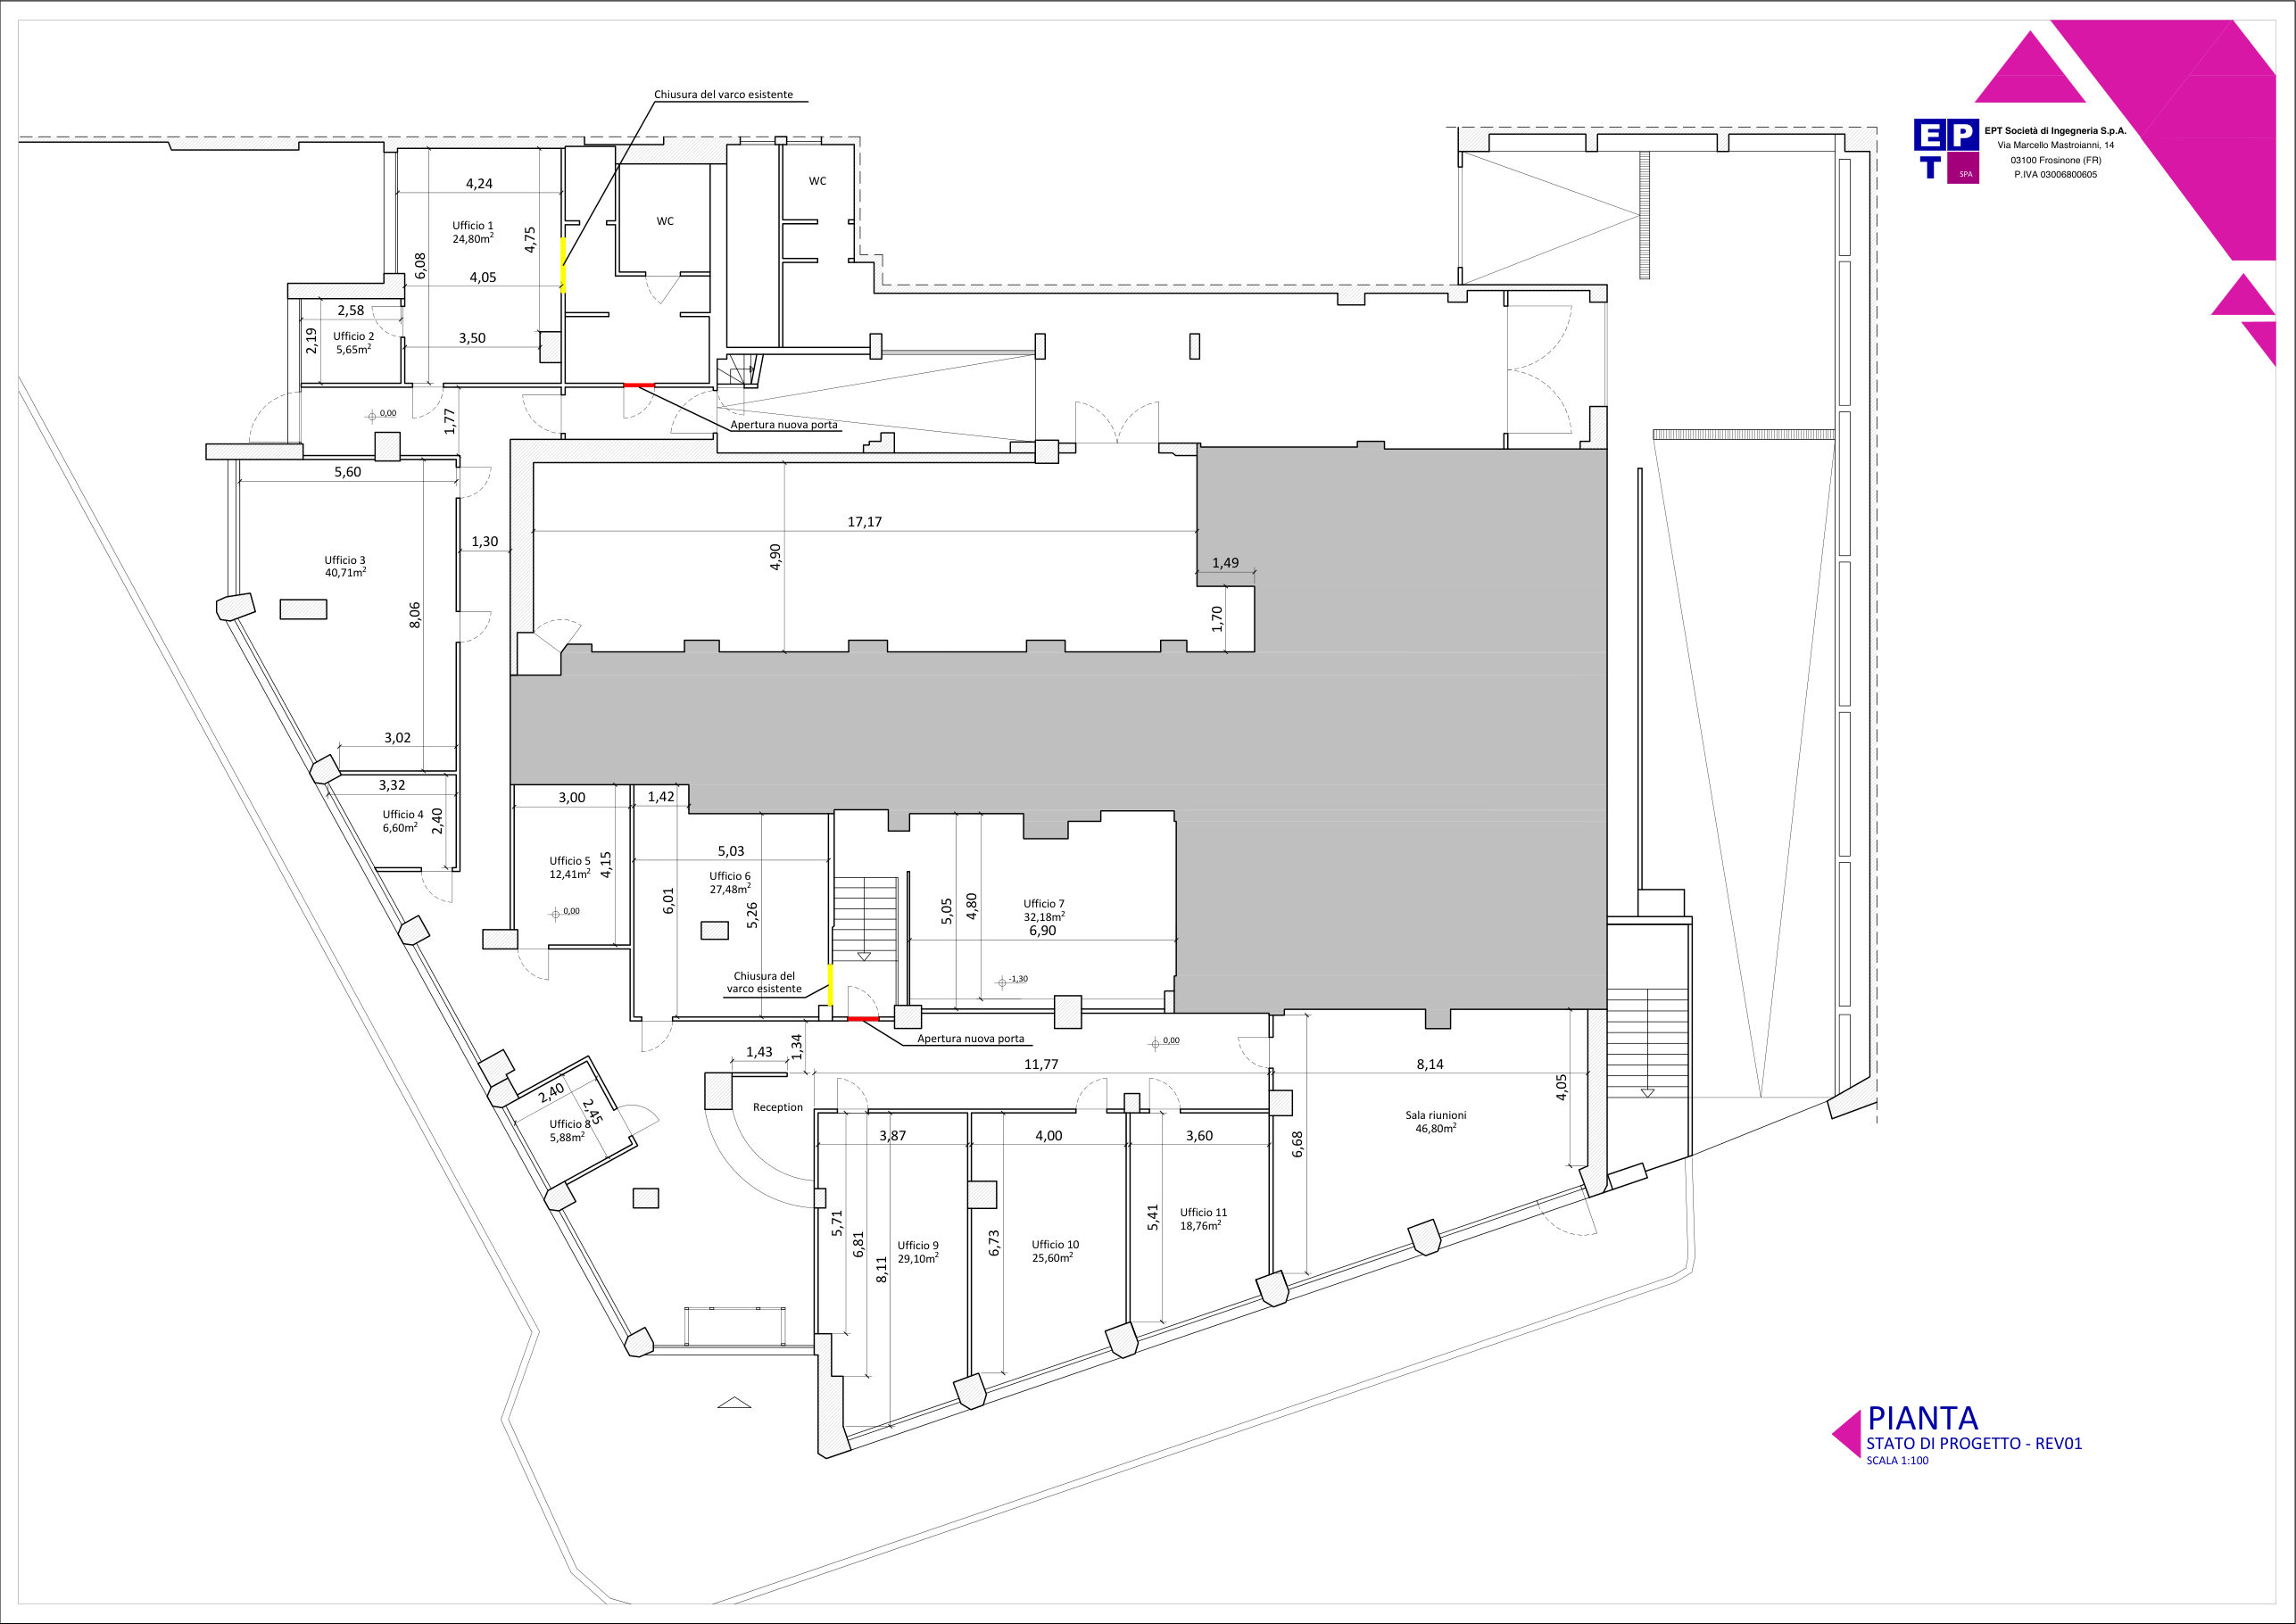 Chiusura del varco esistente
EPT
SPA
EPT Società di Ingegneria S.p.A.
Via Marcello Mastroianni, 14
03100 Frosinone (FR)
P.IVA 03006800605
4,24
WC
WC
Ufficio 1
24,80m²
4,75
6,08
4,05
2,58
2,19
Ufficio 2
5,65m²
3,50
0,00
1,77
Apertura nuova porta
5,60
17,17
1,30
4,90
Ufficio 3
40,71m²
1,49
8,06
1,70
3,02
3,32
Ufficio 4
6,60m²
2,40
3,00
1,42
5,03
Ufficio 5
12,41m²
4,15
Ufficio 6
27,48m²
6,01
5,26
0,00
5,05
4,80
Ufficio 7
32,18m²
6,90
-1,30
Chiusura del
varco esistente
Apertura nuova porta
0,00
1,43
1,34
11,77
8,14
4,05
2,40
2,45
Ufficio 8
5,88m²
Reception
3,87
4,00
3,60
6,68
Sala riunioni
46,80m²
5,71
6,81
8,11
Ufficio 9
29,10m²
6,73
Ufficio 10
25,60m²
5,41
Ufficio 11
18,76m²
PIANTA
STATO DI PROGETTO - REV01
SCALA 1:100